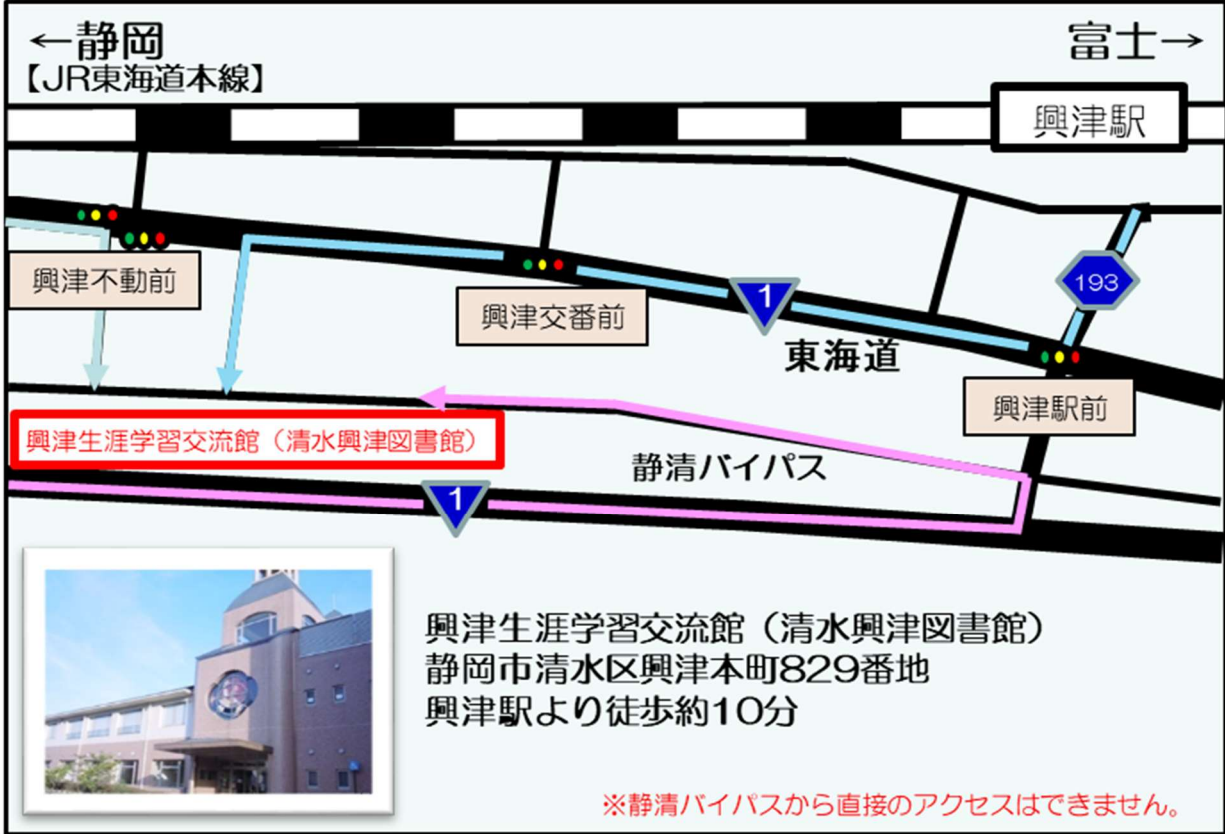 ←静岡
富士→
【JR東海道本線】
興津駅
193
興津不動前
興津交番前
1
東海道
興津駅前
興津生涯学習交流館（清水興津図書館）
静清バイパス
1
興津生涯学習交流館（清水興津図書館）
静岡市清水区興津本町829番地
興津駅より徒歩約10分
※静清バイパスから直接のアクセスはできません。